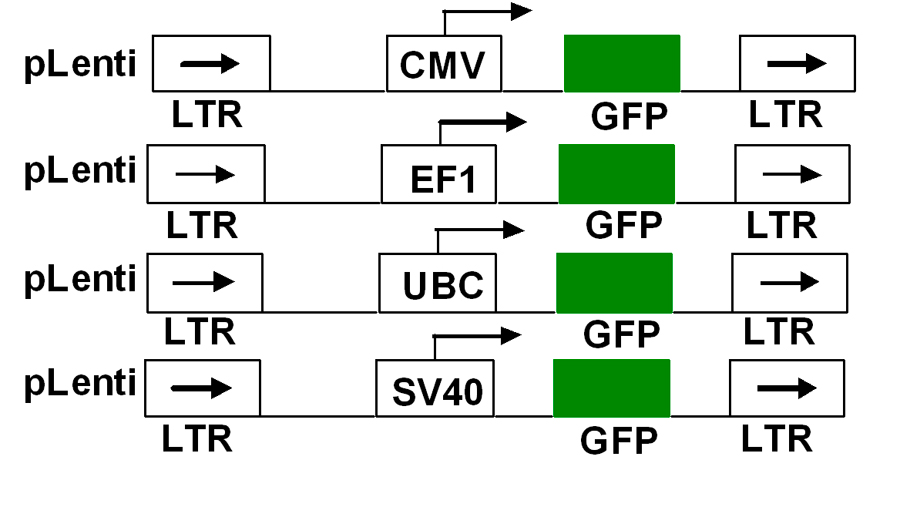 pLenti CMV
LTR GFP LTR
pLenti EF1
LTR GFP LTR
pLenti UBC
LTR GFP LTR
pLenti SV40
LTR GFP LTR